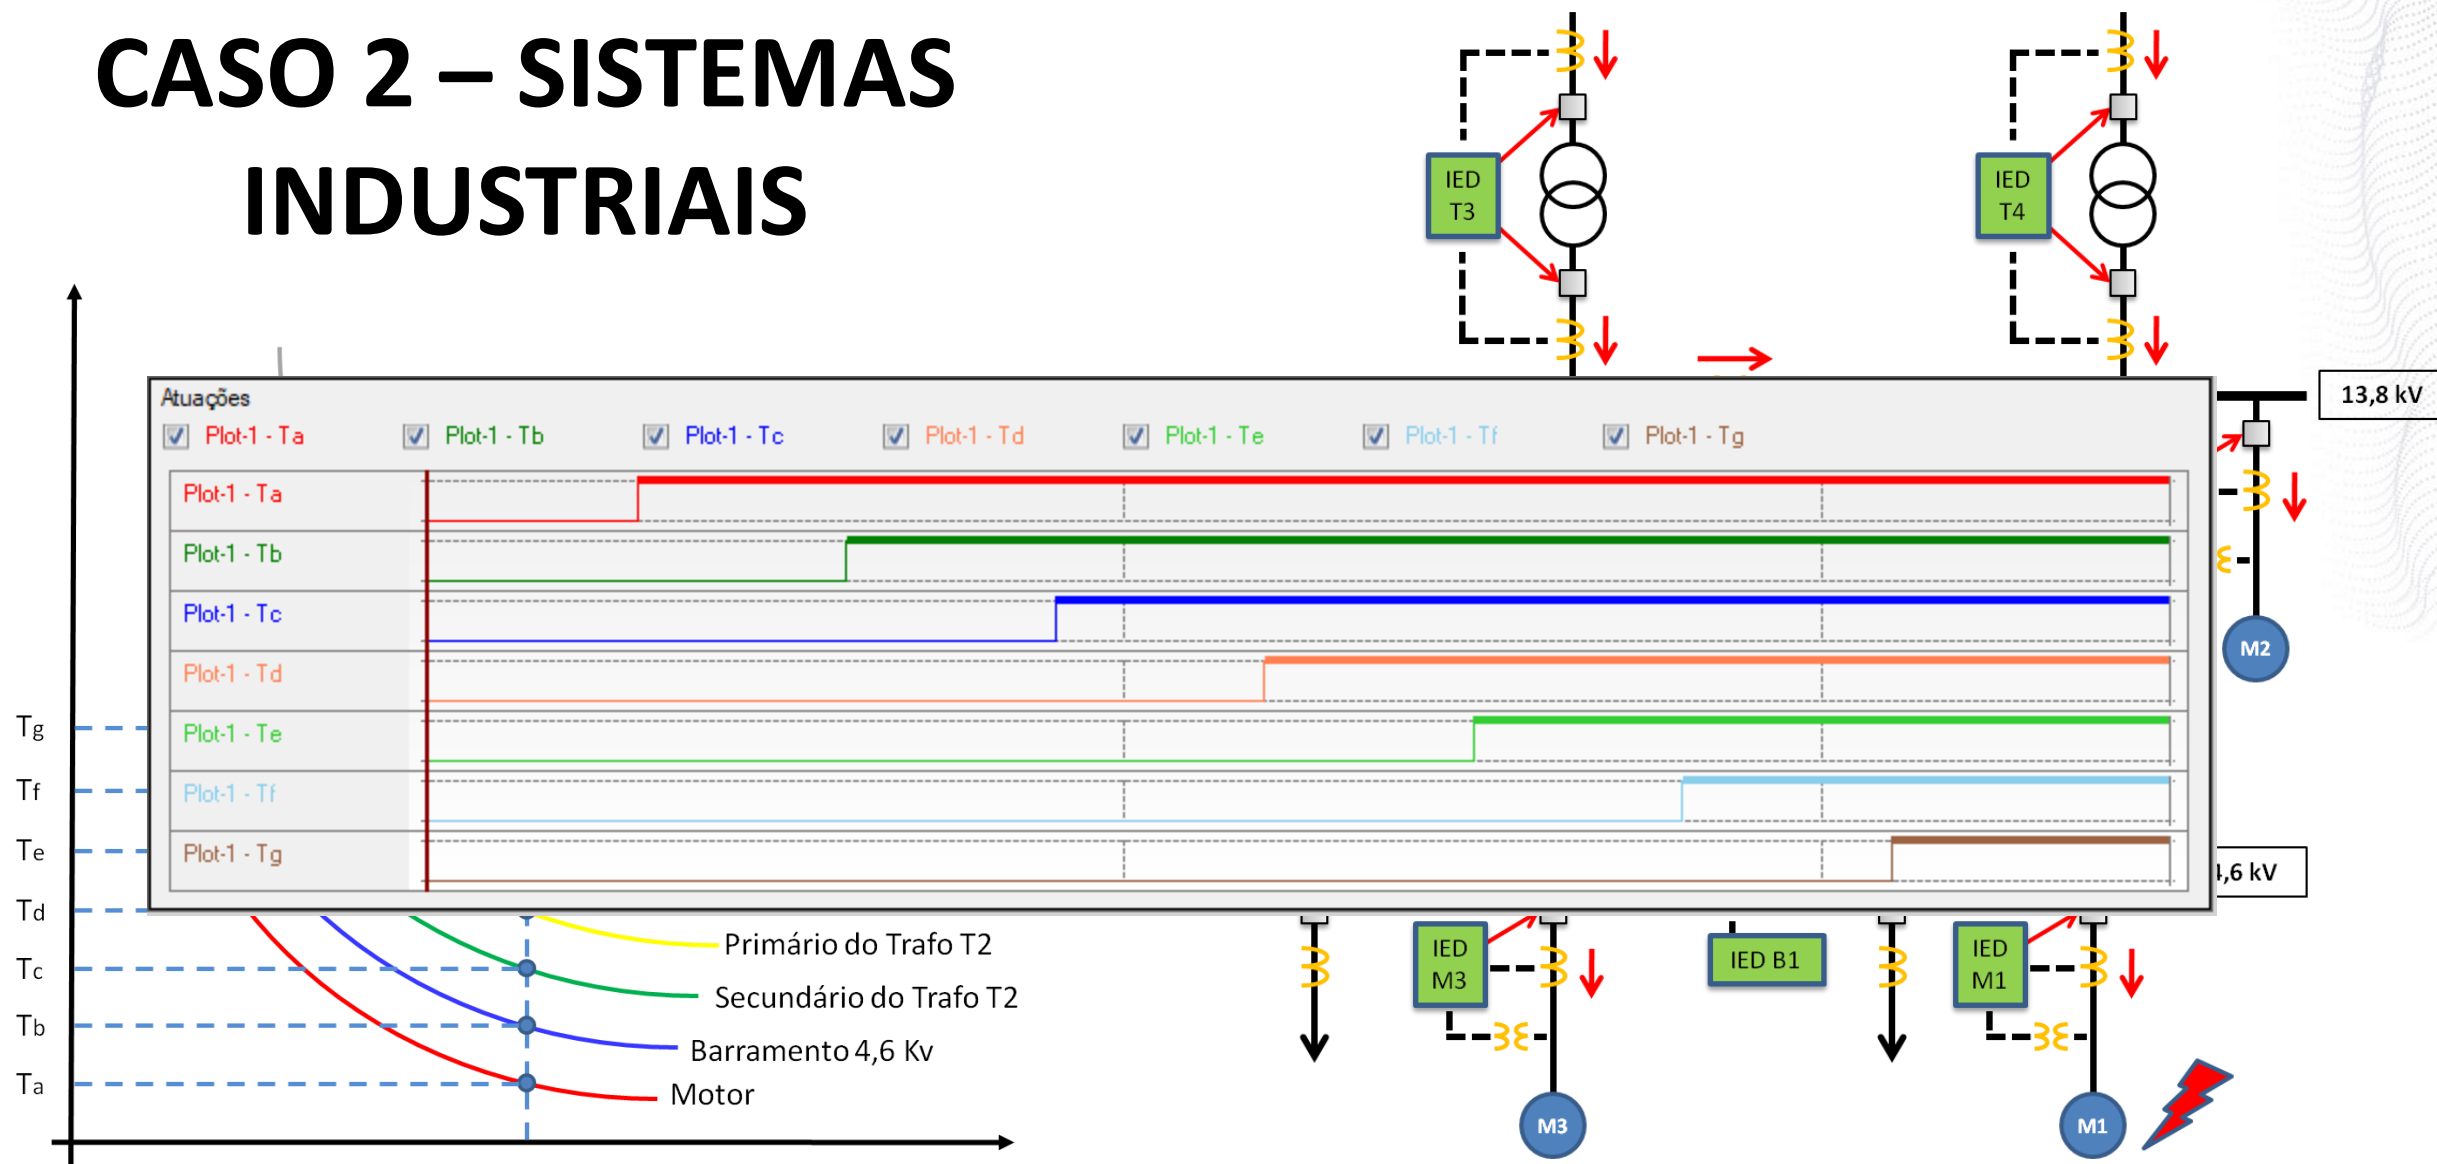 CASO 2 – SISTEMAS
INDUSTRIAIS
IED
T3
IED
T4
13,8 kV
Atuações
Plot-1 - Ta
Plot-1 - Tb
Plot-1 - Tc
Plot-1 - Td
Plot-1 - Te
Plot-1 - Tf
Plot-1 - Tg
Plot-1 - Ta
Plot-1 - Tb
Plot-1 - Tc
Plot-1 - Td
Plot-1 - Te
Plot-1 - Tf
Plot-1 - Tg
M2
Tg
Tf
Te
Td
Tc
Tb
Ta
,6 kV
Primário do Trafo T2
Secundário do Trafo T2
Barramento 4,6 Kv
Motor
IED
M3
IED B1
IED
M1
M3
M1